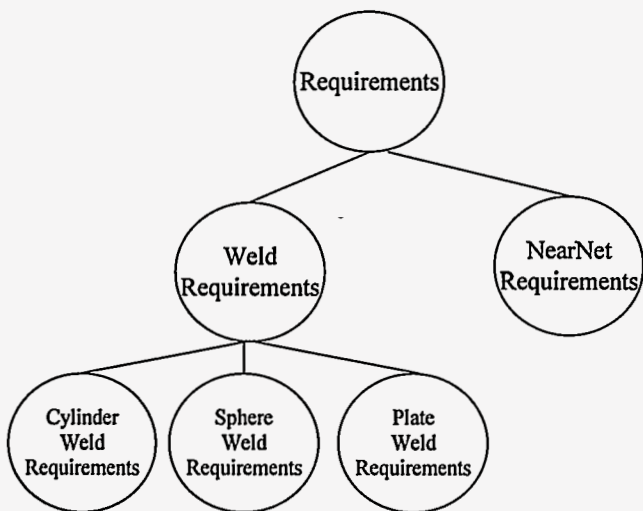 Requirements
Weld
Requirements
NearNet
Requirements
Cylinder
Weld
Requirements
Sphere
Weld
Requirements
Plate
Weld
Requirements